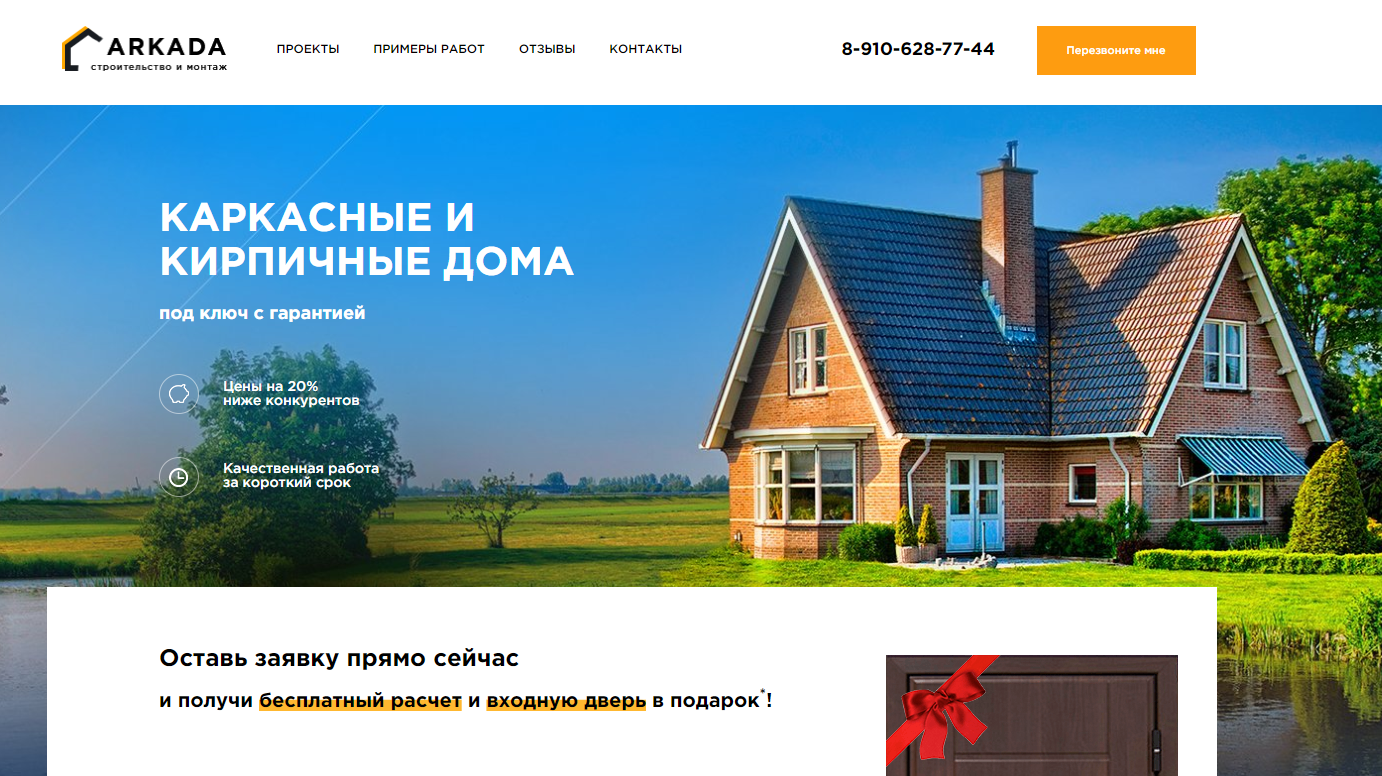 ARKADA
строительство и монтаж
ПРОЕКТЫ
ПРИМЕРЫ РАБОТ
ОТЗЫВЫ
КОНТАКТЫ
8-910-628-77-44
Перезвоните мне
КАРКАСНЫЕ И
КИРПИЧНЫЕ ДОМА
под ключ с гарантией
Цены на 20%
ниже конкурентов
Качественная работа
за короткий срок
Оставь заявку прямо сейчас
и получи бесплатный расчет и входную дверь в подарок*!